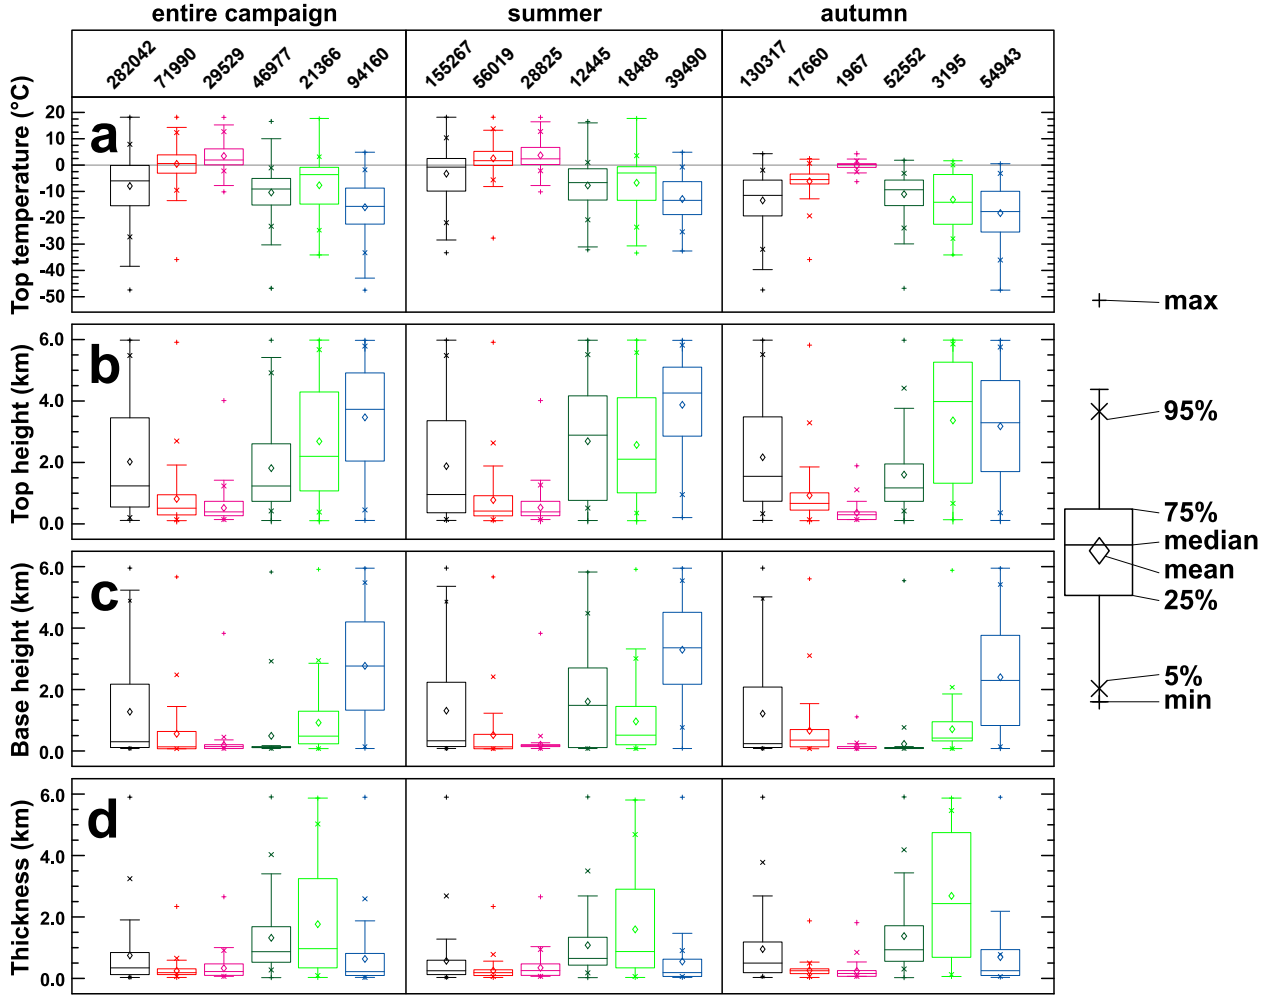 entire campaign summer autumn
282042 71990 29529 46977 21366 94160 155267 56019 28825 12445 18488 39490 130317 17660 1967 52552 3195 54943
Top temperature (°C)
a
20
10
0
-10
-20
-30
-40
-50
Top height (km)
b
6.0
4.0
2.0
0.0
Base height (km)
c
6.0
4.0
2.0
0.0
Thickness (km)
d
6.0
4.0
2.0
0.0
max
95%
75%
median
mean
25%
5%
min